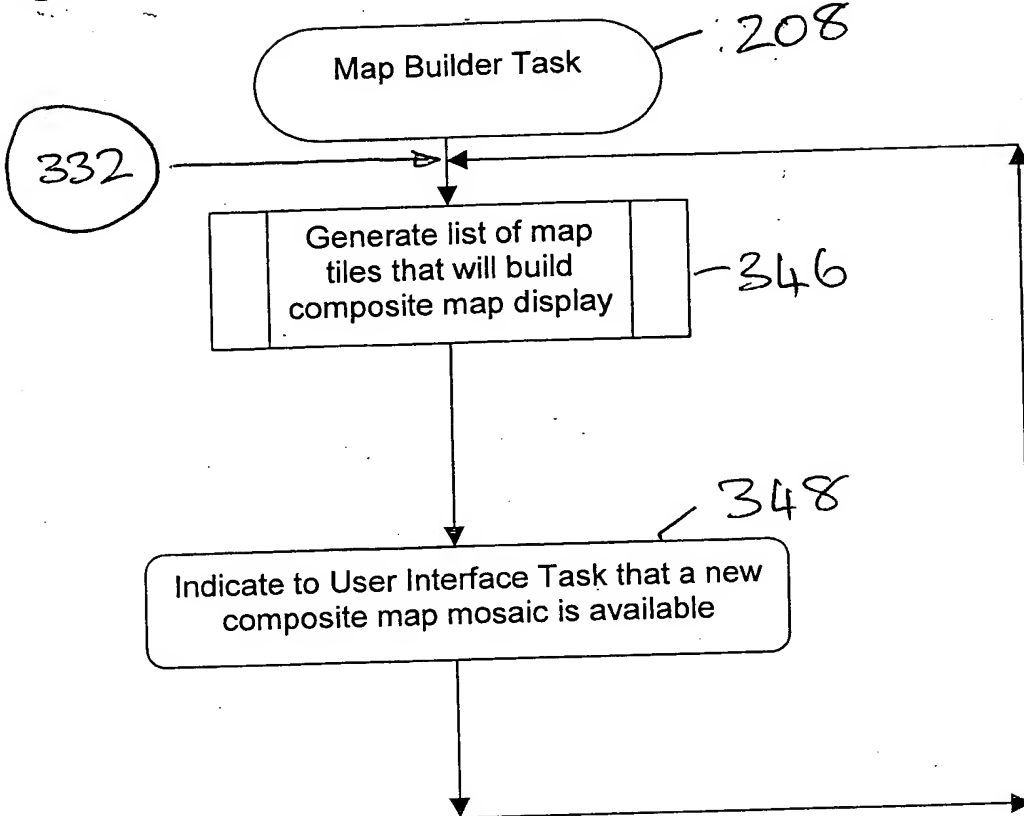 208
Map Builder Task
332
Generate list of map
tiles that will build
composite map display
346
348
Indicate to User Interface Task that a new
composite map mosaic is available